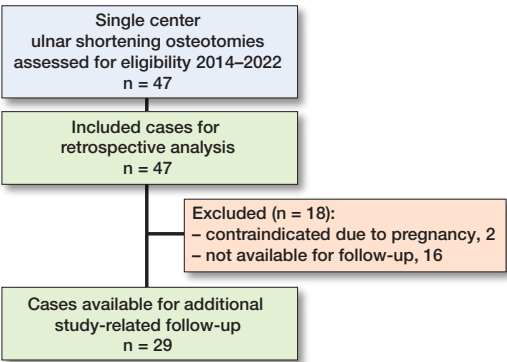 Single center
ulnar shortening osteotomies
assessed for eligibility 2014–2022
n = 47
Included cases for
retrospective analysis
n = 47
Excluded (n = 18):
– contraindicated due to pregnancy, 2
– not available for follow-up, 16
Cases available for additional
study-related follow-up
n = 29